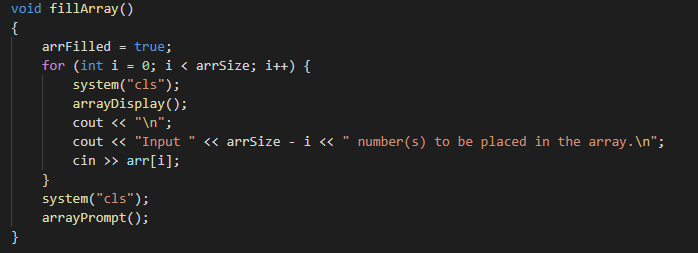 void fillArray()
{
    arrFilled = true;
    for (int i = 0; i < arrSize; i++) {
        system("cls");
        arrayDisplay();
        cout << "\n";
        cout << "Input " << arrSize - i << " number(s) to be placed in the array.\n";
        cin >> arr[i];
    }
    system("cls");
    arrayPrompt();
}